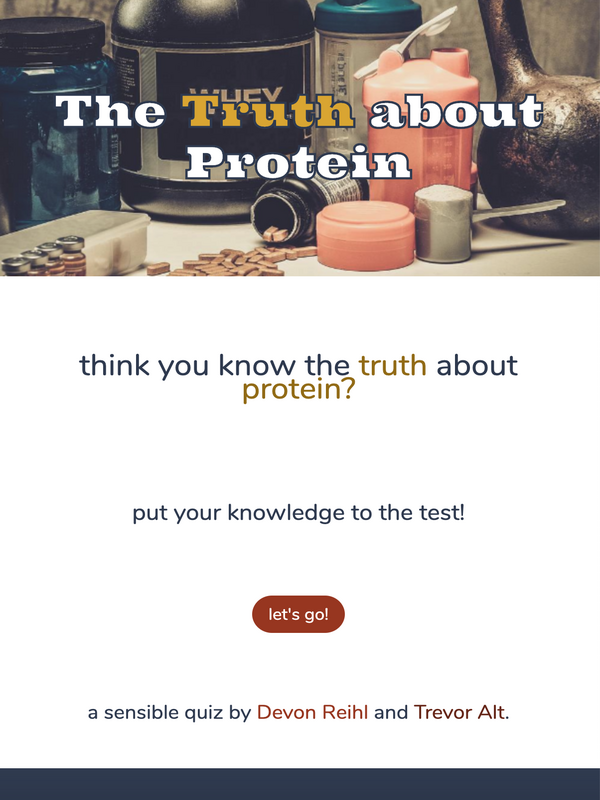 WHEY
The Truth about
Protein
think you know the truth about
protein?
put your knowledge to the test!
let's go!
a sensible quiz by Devon Reihl and Trevor Alt.